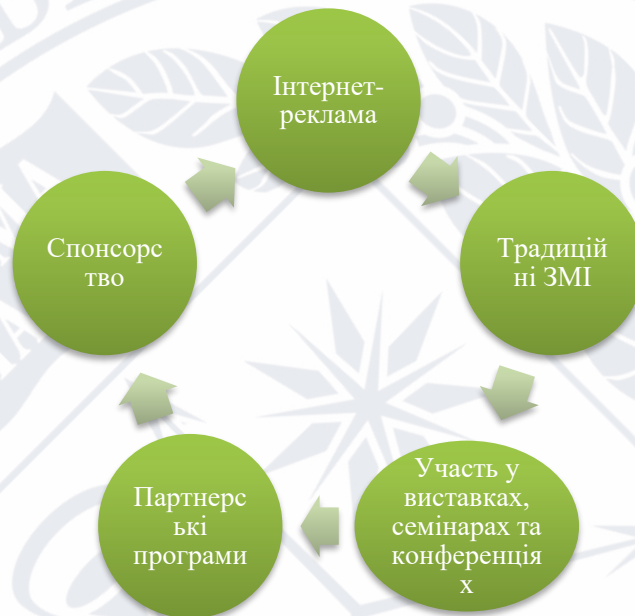 Інтернет-
реклама
Традицій
ні ЗМІ
Участь у
виставках,
семінарах та
конференція
х
Партнерс
ькі
програми
Спонсорс
тво